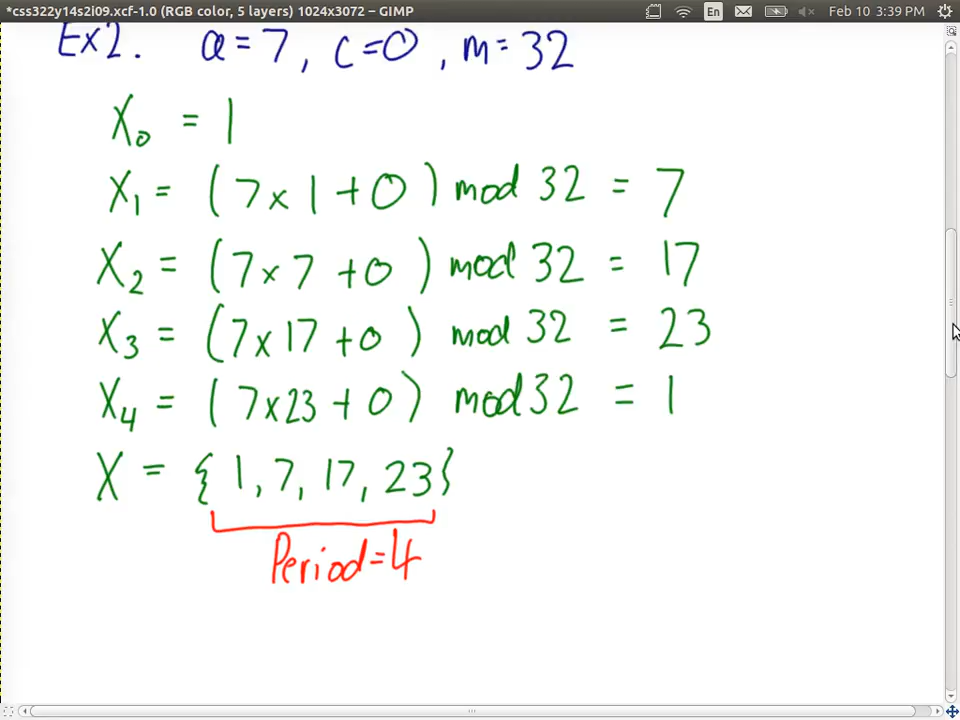 *css322y14s2i09.xcf-1.0 (RGB color, 5 layers) 1024x3072 – GIMP En Feb 10 3:39 PM
Ex2. a=7, c=0, m=32
X₀ = 1
X₁ = (7×1+0) mod 32 = 7
X₂ = (7×7+0) mod 32 = 17
X₃ = (7×17+0) mod 32 = 23
X₄ = (7×23+0) mod 32 = 1
X = {1, 7, 17, 23}
Period=4